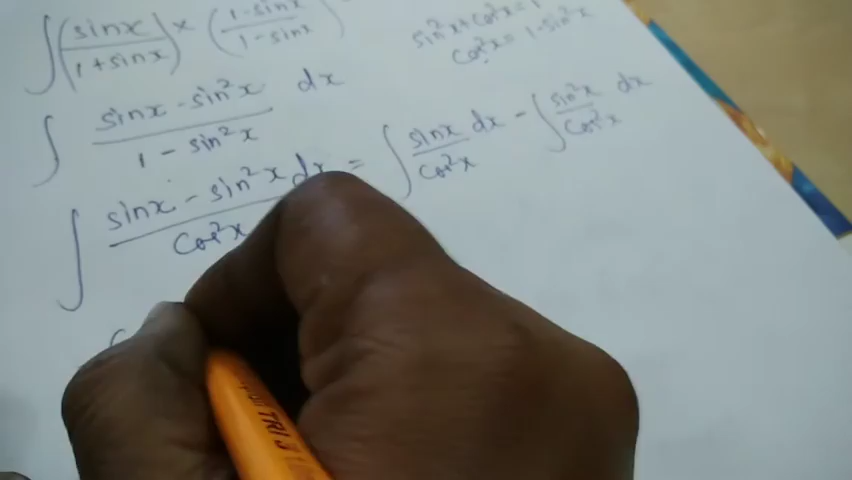 ∫ (sinx / 1+sinx) × (1-sinx / 1-sinx)
sin²x+cos²x=1
cos²x= 1-sin²x
∫ sinx-sin²x / 1-sin²x dx
∫ sinx-sin²x / cos²x dx = ∫ sinx / cos²x dx - ∫ sin²x / cos²x dx
TRI